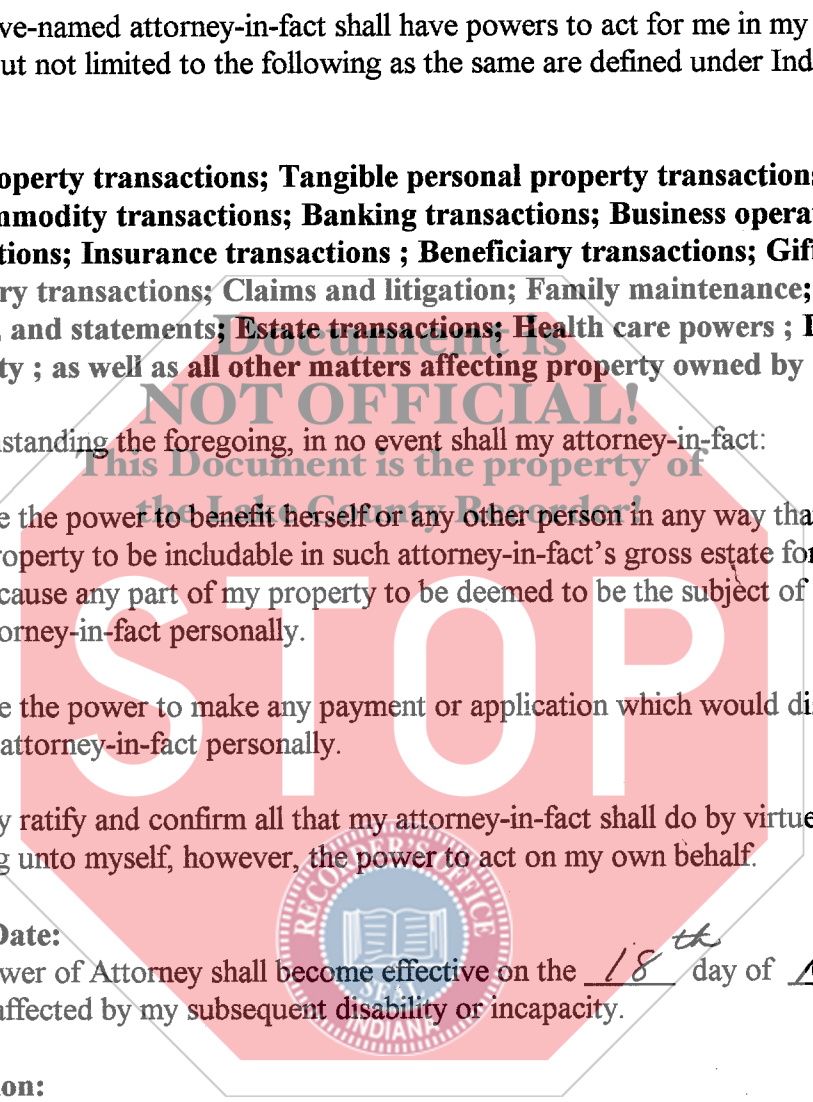 ve-named attorney-in-fact shall have powers to act for me in my
ut not limited to the following as the same are defined under Ind
operty transactions; Tangible personal property transaction
nmodity transactions; Banking transactions; Business opera
tions; Insurance transactions ; Beneficiary transactions; Gif
ry transactions; Claims and litigation; Family maintenance;
, and statements; Estate transactions; Health care powers ;
Document is
ty ; as well as all other matters affecting property owned by
NOT OFFICIAL!
standing the foregoing, in no event shall my attorney-in-fact:
This Document is the property of
the Lake County Recorder!
e the power to benefit herself or any other person in any way tha
roperty to be includable in such attorney-in-fact's gross estate for
cause any part of my property to be deemed to be the subject of
orney-in-fact personally.
STOP
e the power to make any payment or application which would di
attorney-in-fact personally.
y ratify and confirm all that my attorney-in-fact shall do by virtue
g unto myself, however, the power to act on my own behalf.
RECORDER'S OFFICE
SEAL
INDIANA
Date:
wer of Attorney shall become effective on the 18th day of
affected by my subsequent disability or incapacity.
on: